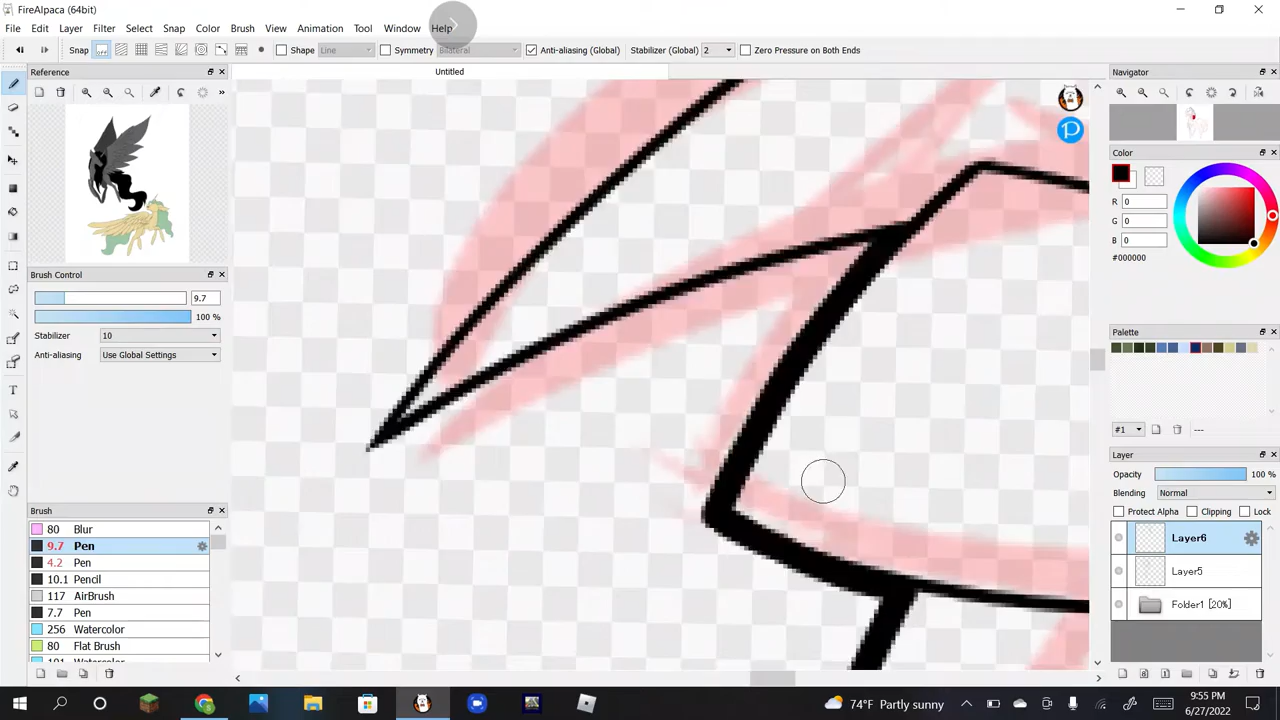 FireAlpaca (64bit)
File Edit Layer Filter Select Snap Color Brush Animation Tool Window Help
Snap Shape Line Symmetry Bilateral Anti-aliasing (Global) Stabilizer (Global) 2 Zero Pressure on Both Ends
Reference
Untitled
Navigator
Color
R 0
G 0
B 0
#000000
Brush Control
9.7
100 %
Stabilizer 10
Anti-aliasing Use Global Settings
Palette
#1 ---
Layer
Opacity 100 %
Blending Normal
Protect Alpha Clipping Lock
Layer6
Layer5
Folder1 [20%]
Brush
80 Blur
9.7 Pen
4.2 Pen
10.1 Pencil
117 AirBrush
7.7 Pen
256 Watercolor
80 Flat Brush
101 Watercolor
74°F Partly sunny
9:55 PM
6/27/2022